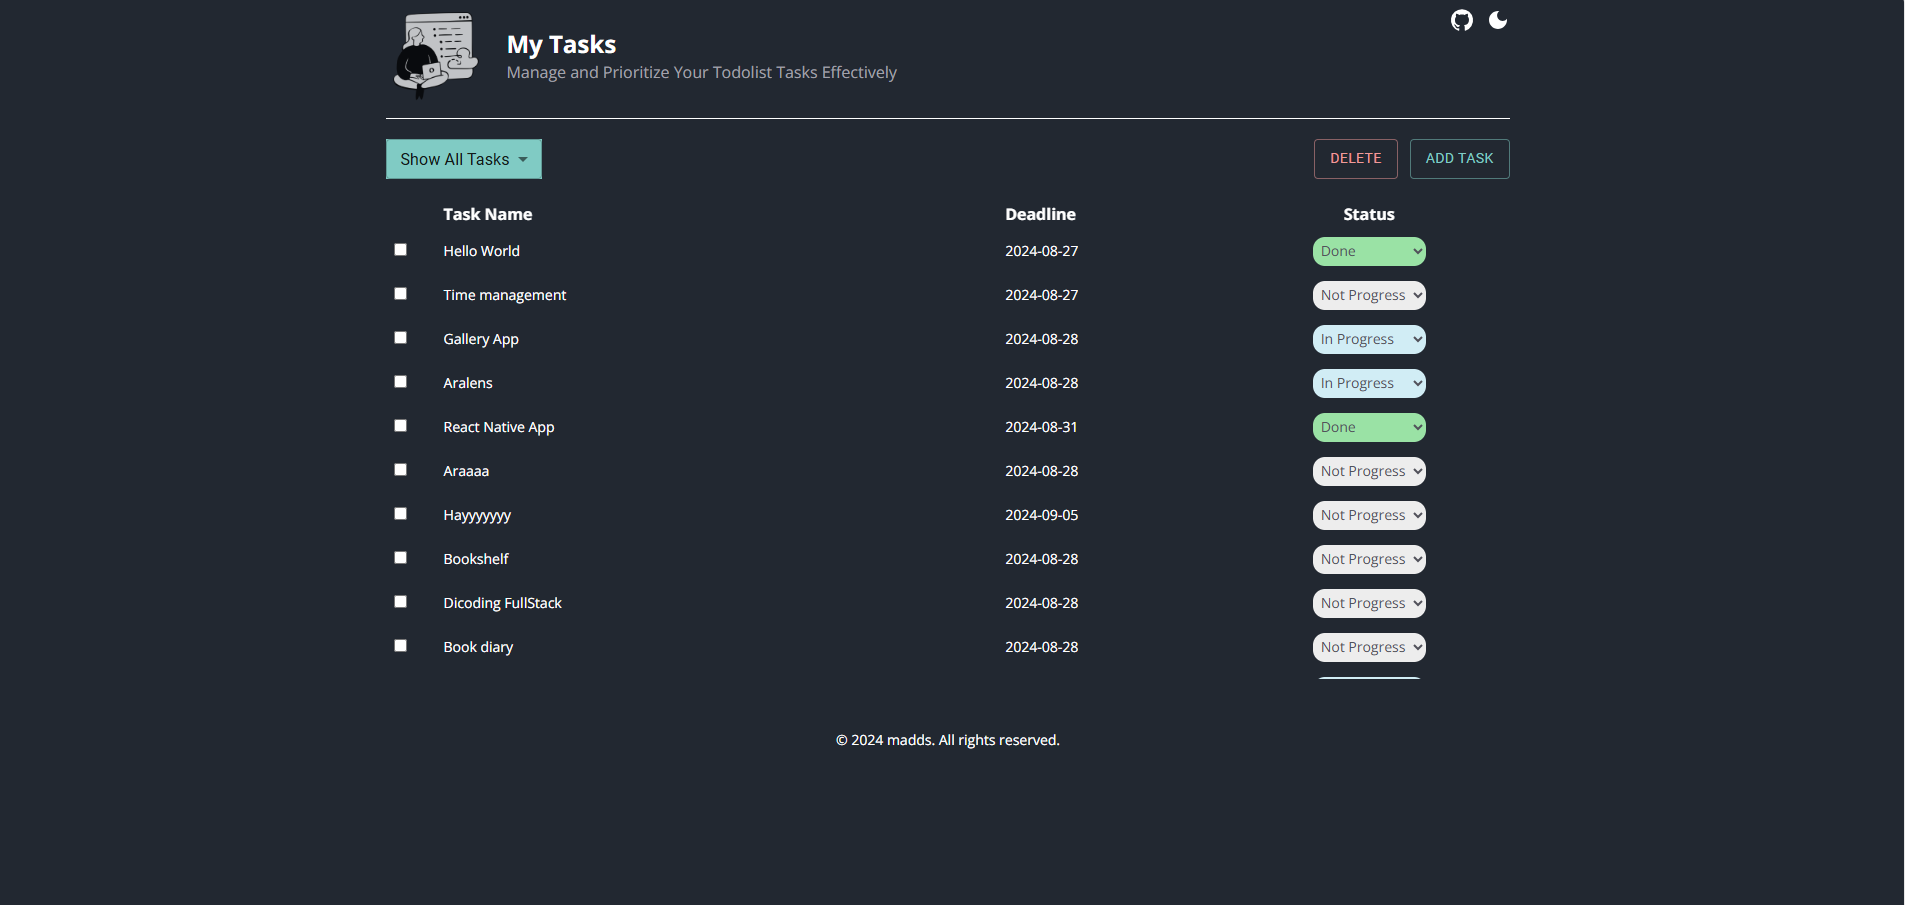 My Tasks
Manage and Prioritize Your Todolist Tasks Effectively
Show All Tasks
DELETE
ADD TASK
Task Name Deadline Status
Hello World 2024-08-27 Done
Time management 2024-08-27 Not Progress
Gallery App 2024-08-28 In Progress
Aralens 2024-08-28 In Progress
React Native App 2024-08-31 Done
Araaaa 2024-08-28 Not Progress
Hayyyyyyy 2024-09-05 Not Progress
Bookshelf 2024-08-28 Not Progress
Dicoding FullStack 2024-08-28 Not Progress
Book diary 2024-08-28 Not Progress
© 2024 madds. All rights reserved.